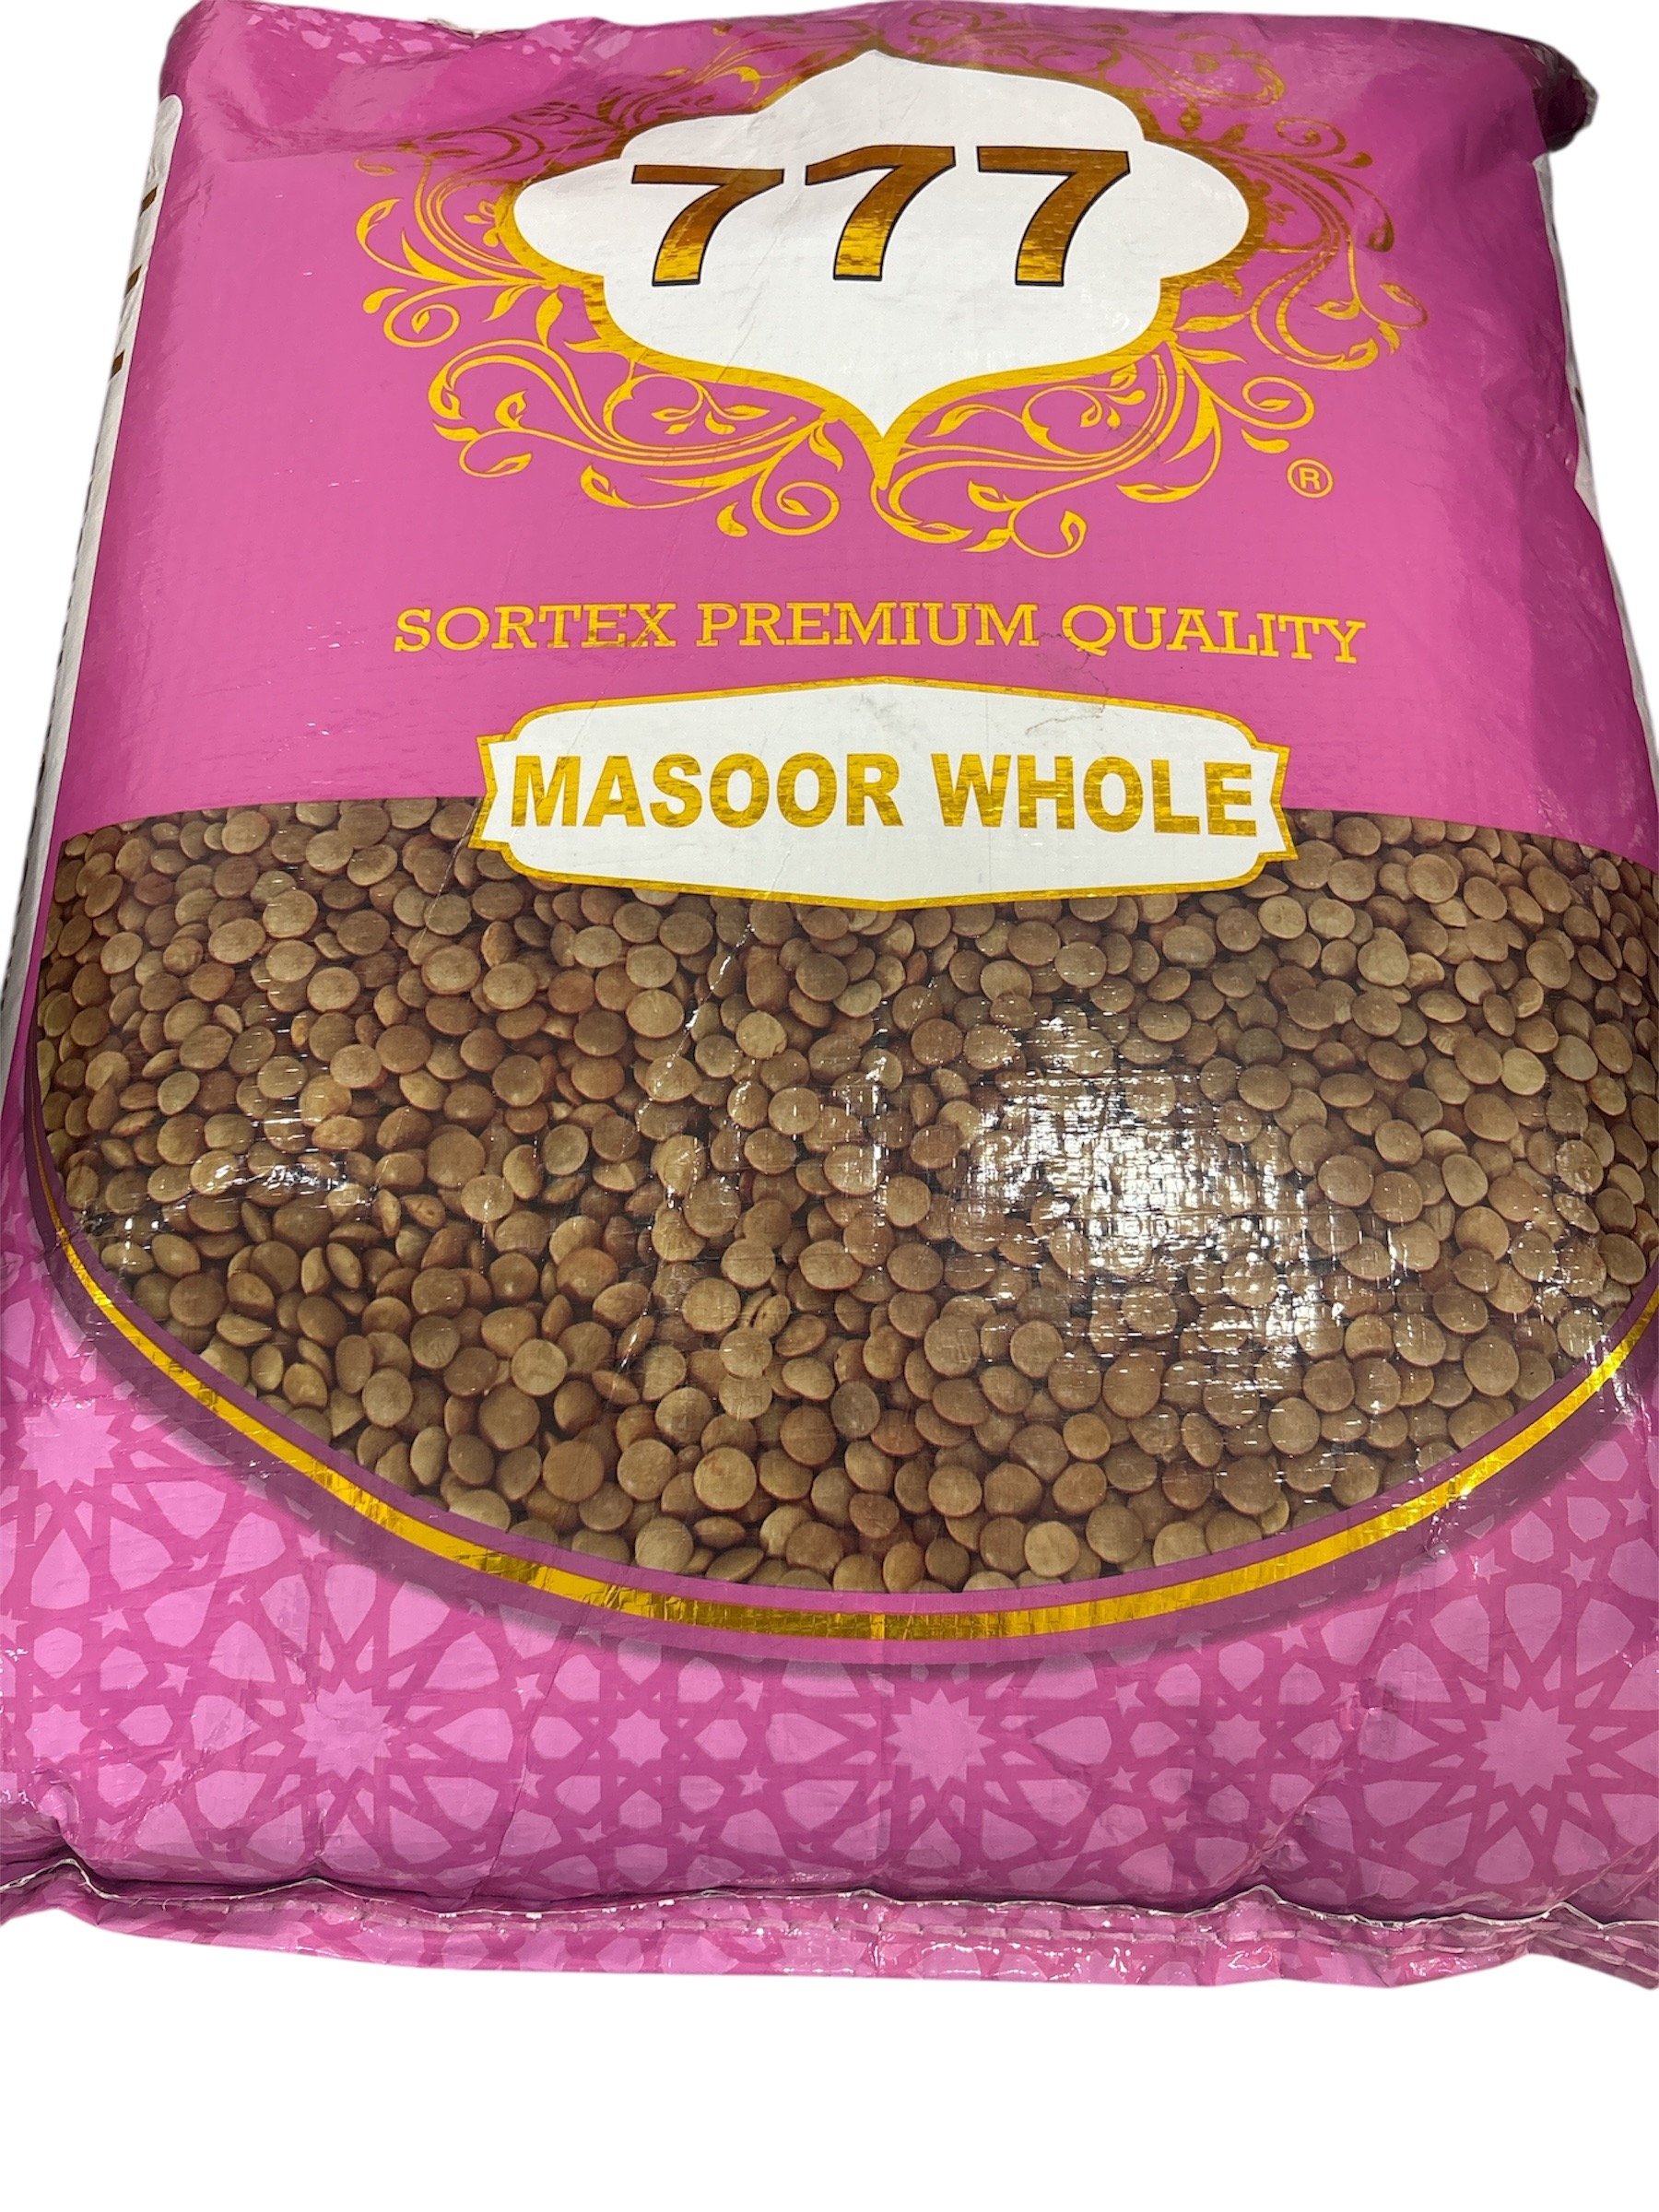 777
®
SORTEX PREMIUM QUALITY
MASOOR WHOLE